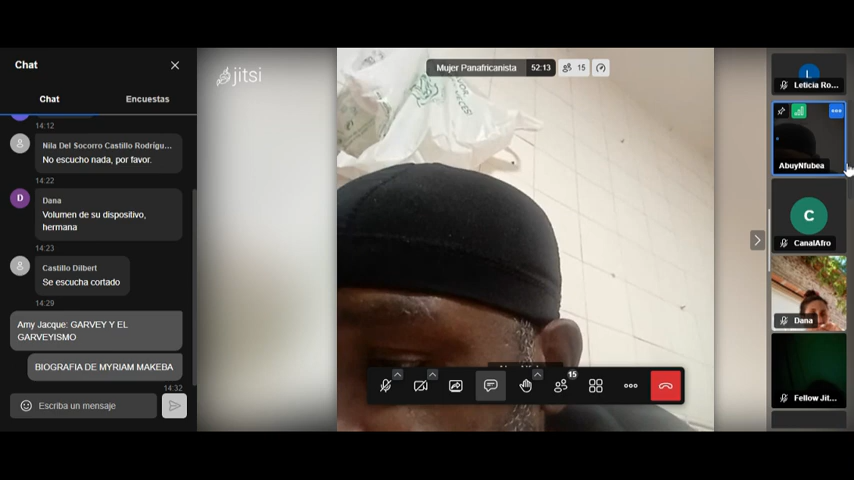 Chat
Chat
Encuestas
14:12
Nila Del Socorro Castillo Rodrigu...
No escucho nada, por favor.
14:22
D
Dana
Volumen de su dispositivo,
hermana
14:23
Castillo Dilbert
Se escucha cortado
14:29
Amy Jacque: GARVEY Y EL
GARVEYISMO
BIOGRAFIA DE MYRIAM MAKEBA
14:32
Escriba un mensaje
jitsi
Mujer Panafricanista
52:13
15
15
L
Leticia Ro...
AbuyNfubea
C
CanalAfro
Dana
Fellow Jit...